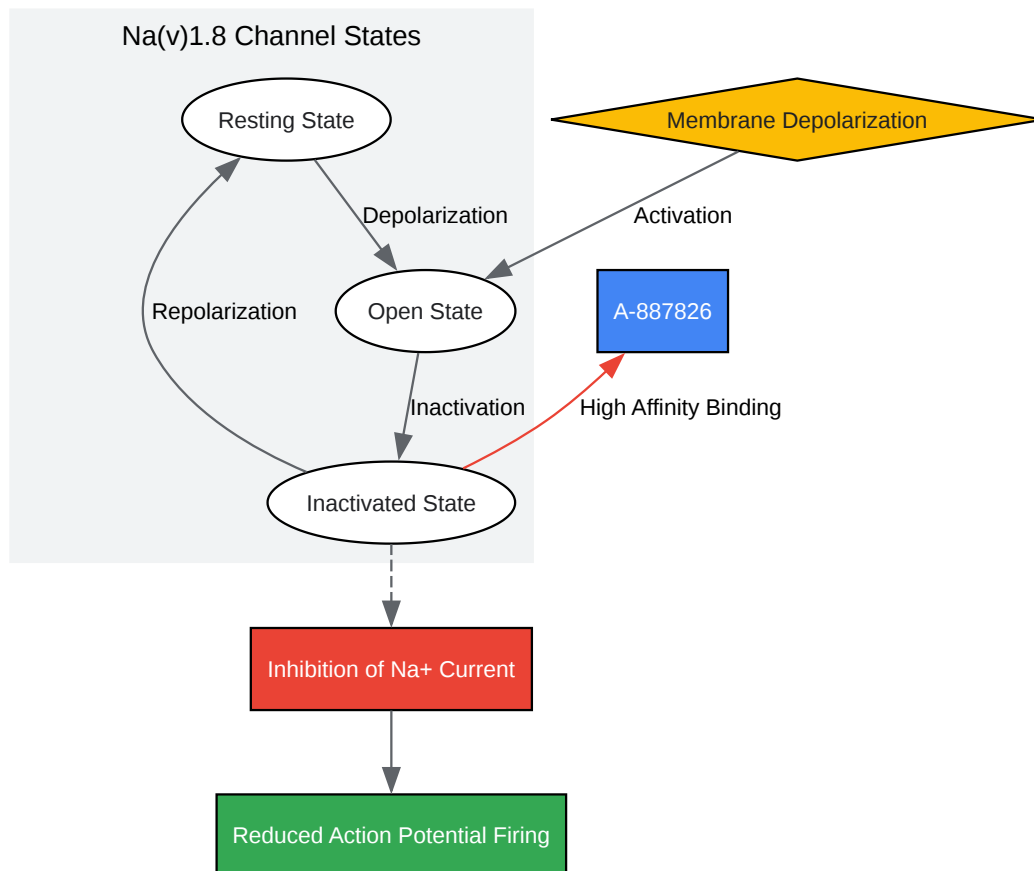 Na(v)1.8 Channel States
Resting State
Membrane Depolarization
Depolarization
Activation
Repolarization
Open State
A-887826
Inactivation
High Affinity Binding
Inactivated State
Inhibition of Na+ Current
Reduced Action Potential Firing